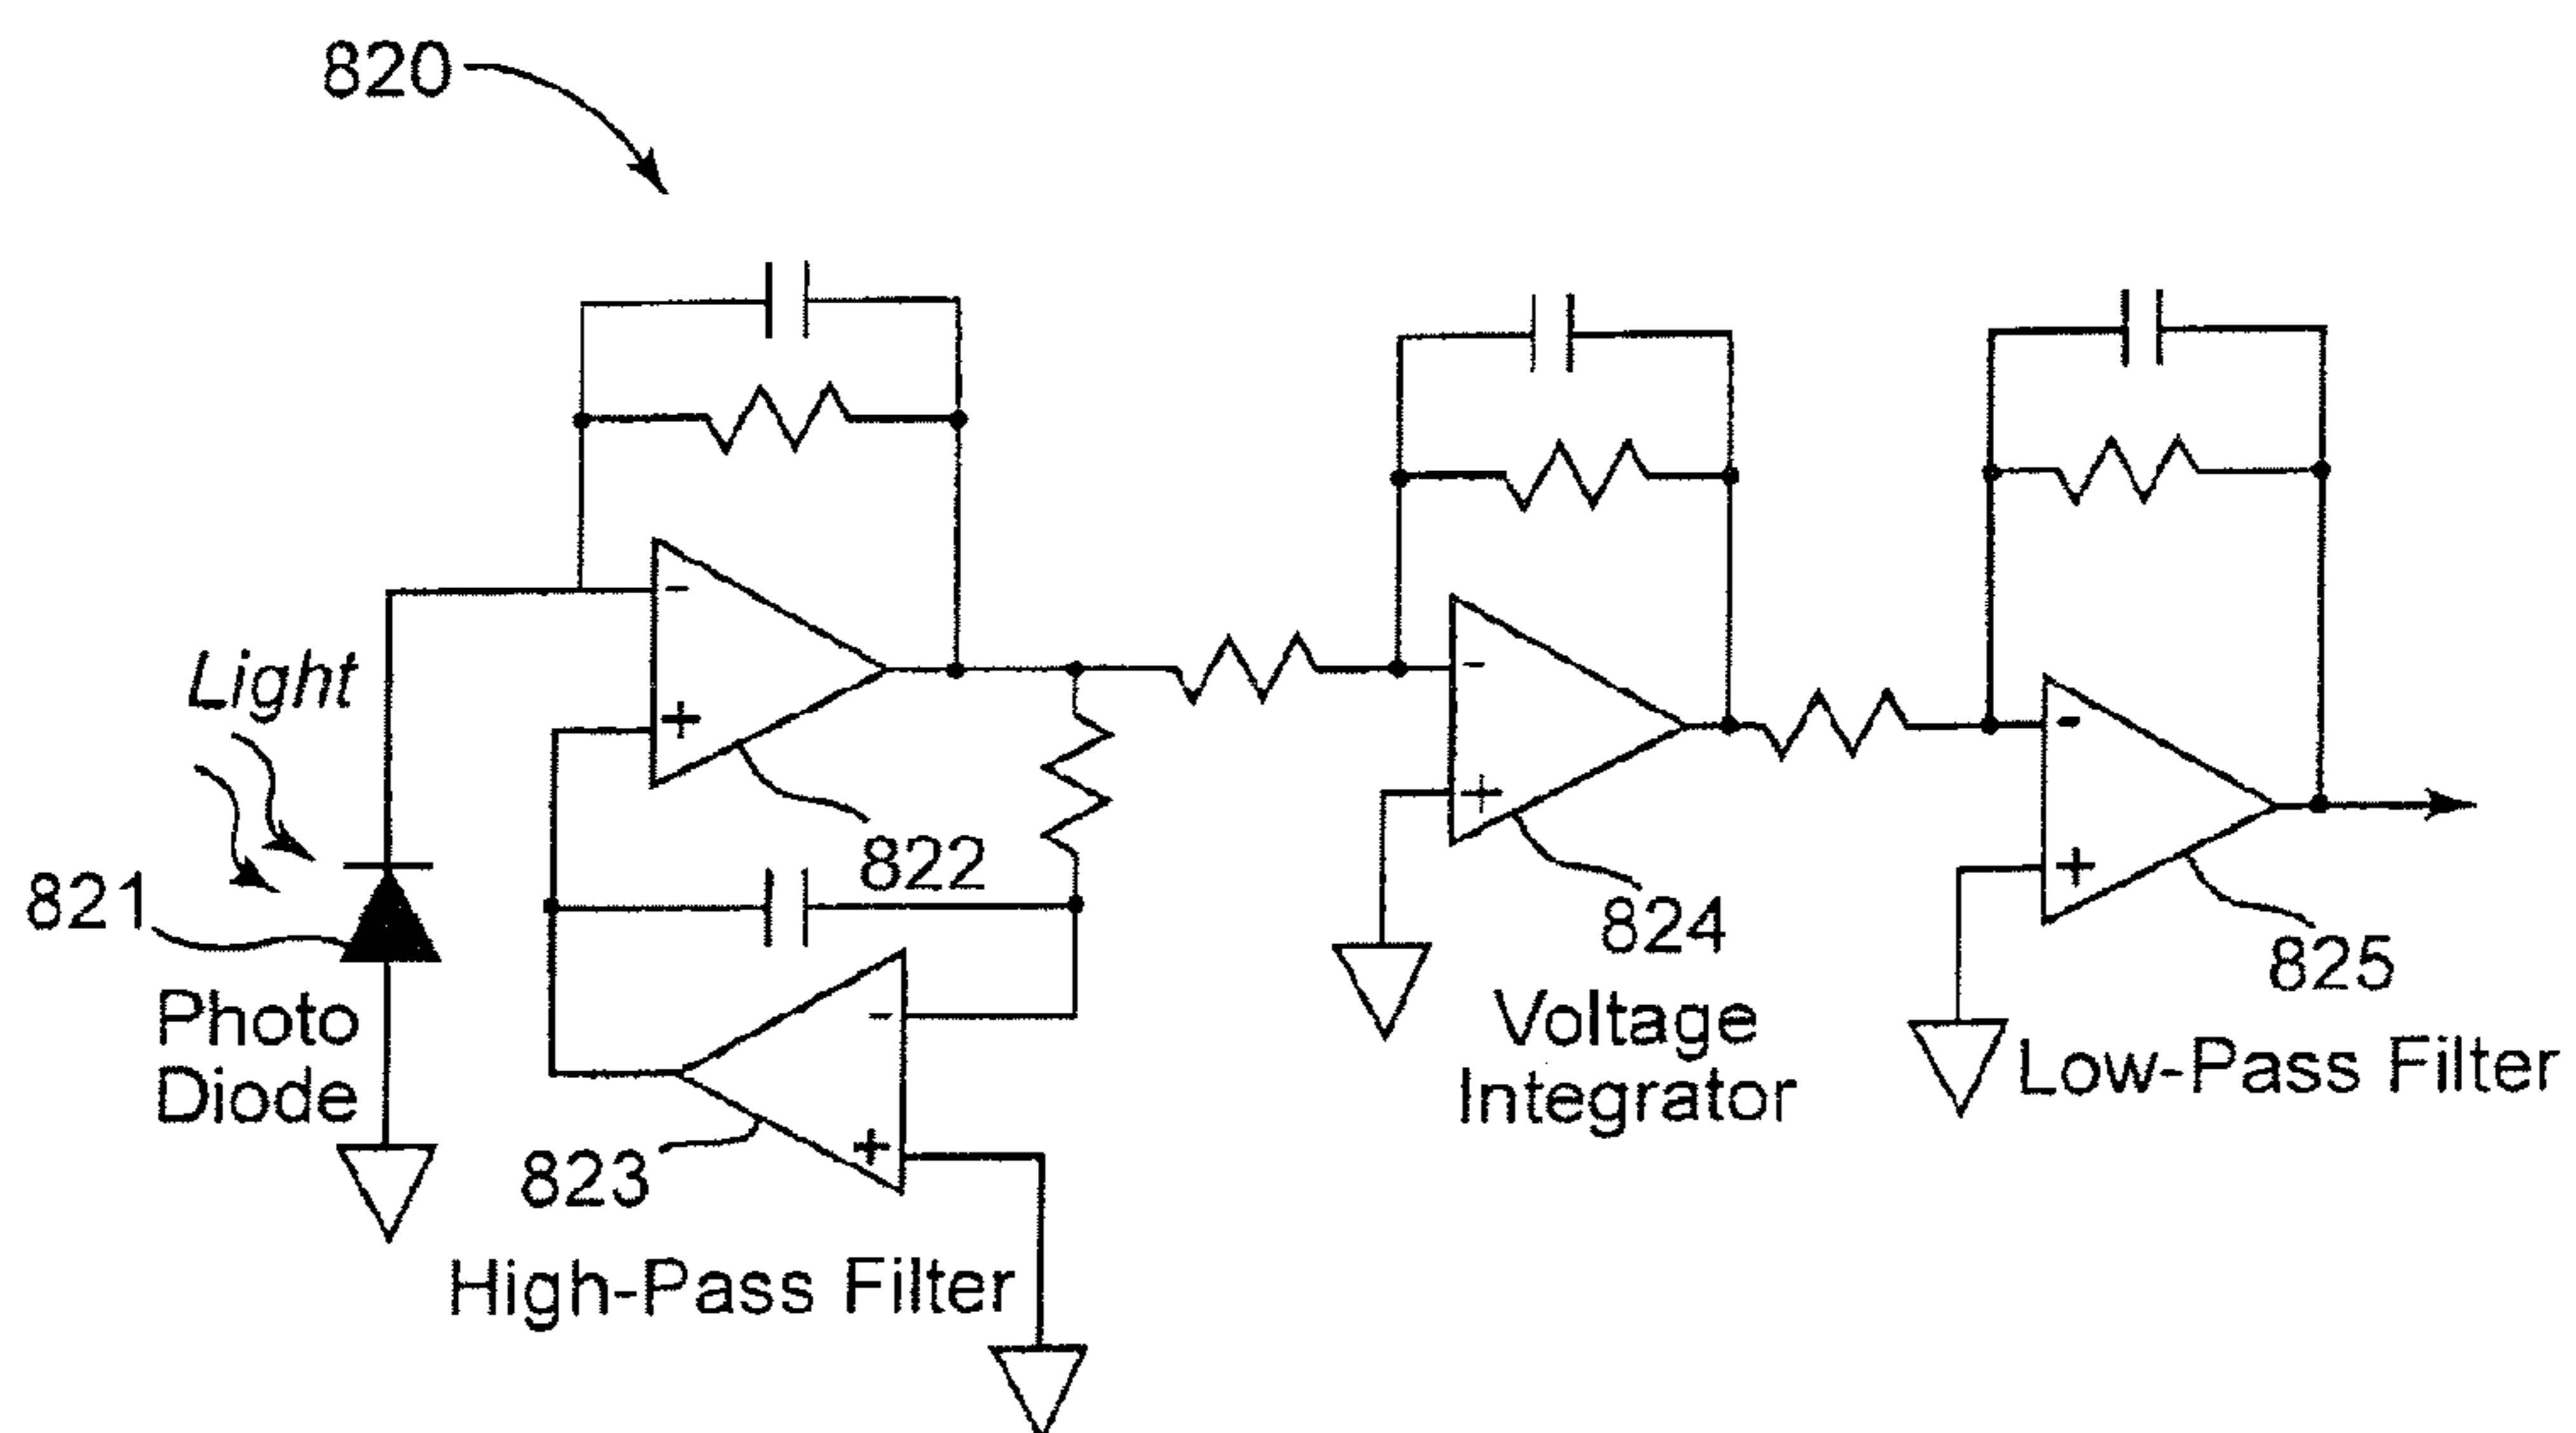 820
Light
821
Photo
Diode
822
823
High-Pass Filter
824
Voltage
Integrator
825
Low-Pass Filter